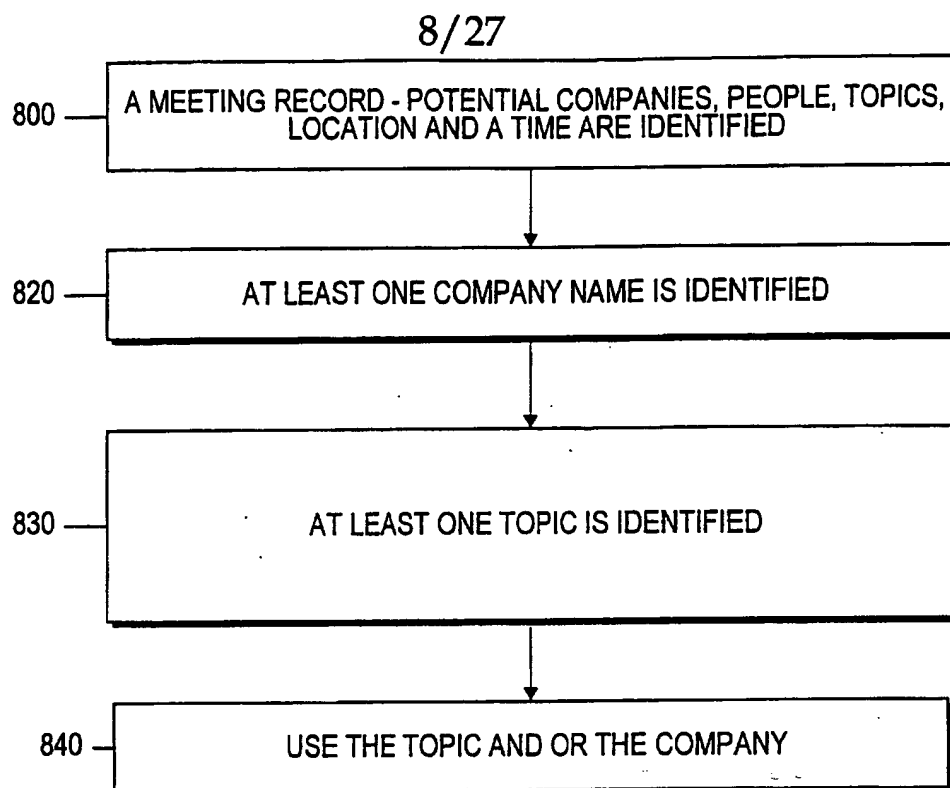 8/27
800
A MEETING RECORD - POTENTIAL COMPANIES, PEOPLE, TOPICS,
LOCATION AND A TIME ARE IDENTIFIED
820
AT LEAST ONE COMPANY NAME IS IDENTIFIED
830
AT LEAST ONE TOPIC IS IDENTIFIED
840
USE THE TOPIC AND OR THE COMPANY